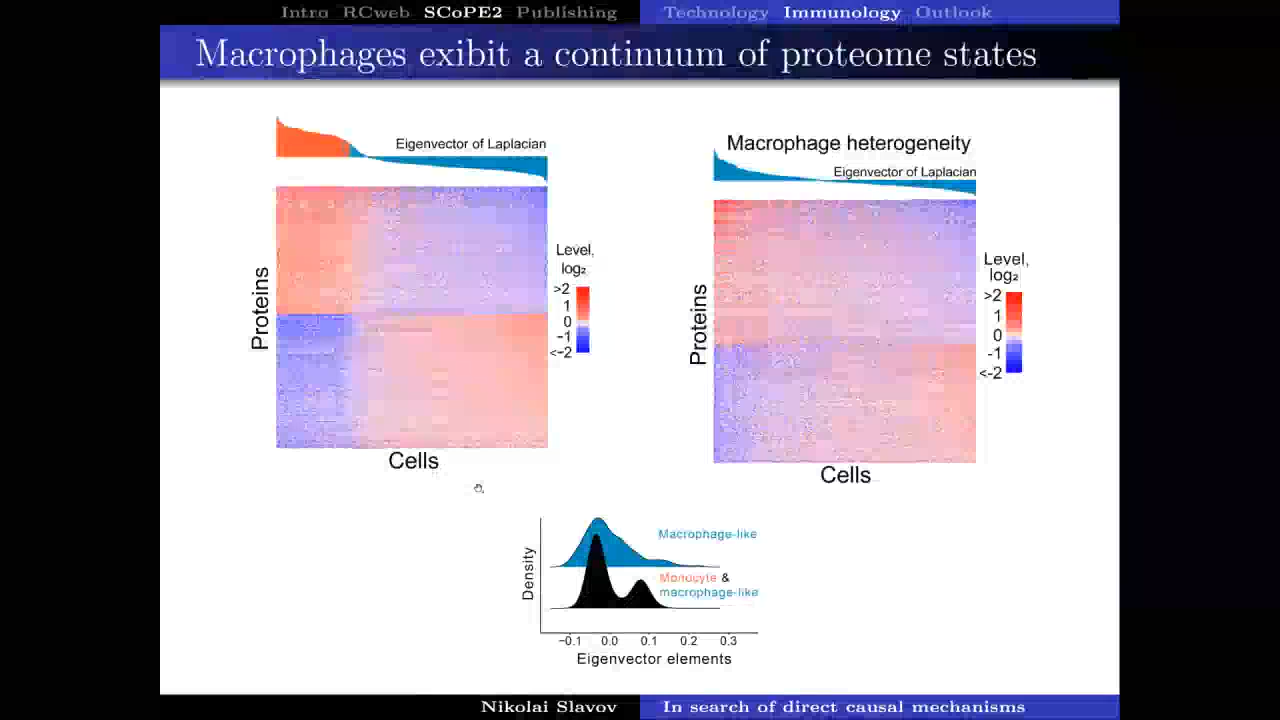 Intro RCweb SCoPE2 Publishing Technology Immunology Outlook
Macrophages exibit a continuum of proteome states
Eigenvector of Laplacian
Proteins
Cells
Level,
log₂
>2
1
0
-1
<-2
Macrophage heterogeneity
Eigenvector of Laplacian
Proteins
Cells
Level,
log₂
>2
1
0
-1
<-2
Density
Macrophage-like
Monocyte &
macrophage-like
−0.1 0.0 0.1 0.2 0.3
Eigenvector elements
Nikolai Slavov In search of direct causal mechanisms